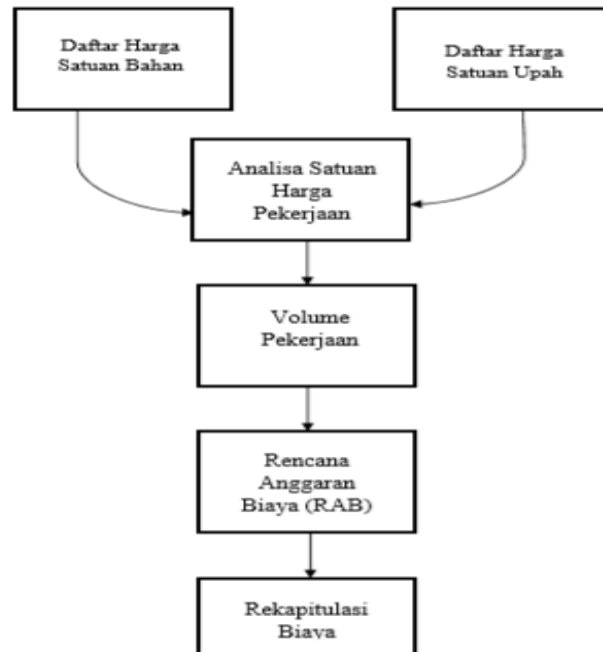 Daftar Harga
Satuan Bahan
Daftar Harga
Satuan Upah
Analisa Satuan
Harga
Pekerjaan
Volume
Pekerjaan
Rencana
Anggaran
Biaya (RAB)
Rekapitulasi
Biaya